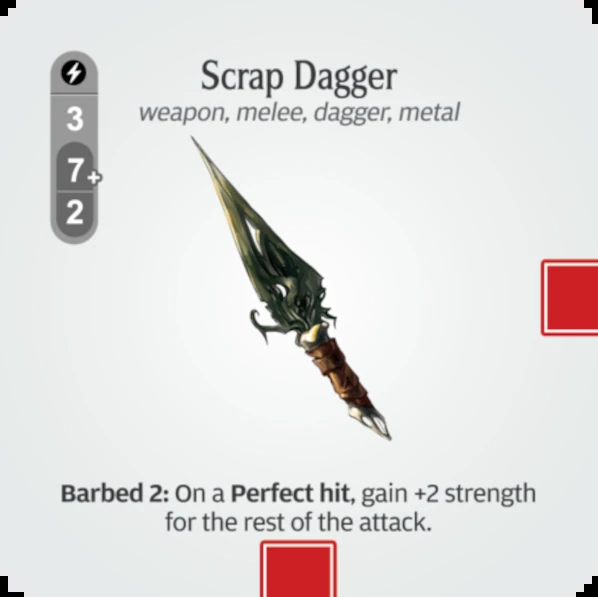 Scrap Dagger
weapon, melee, dagger, metal
3
7+
2
Barbed 2: On a Perfect hit, gain +2 strength
for the rest of the attack.